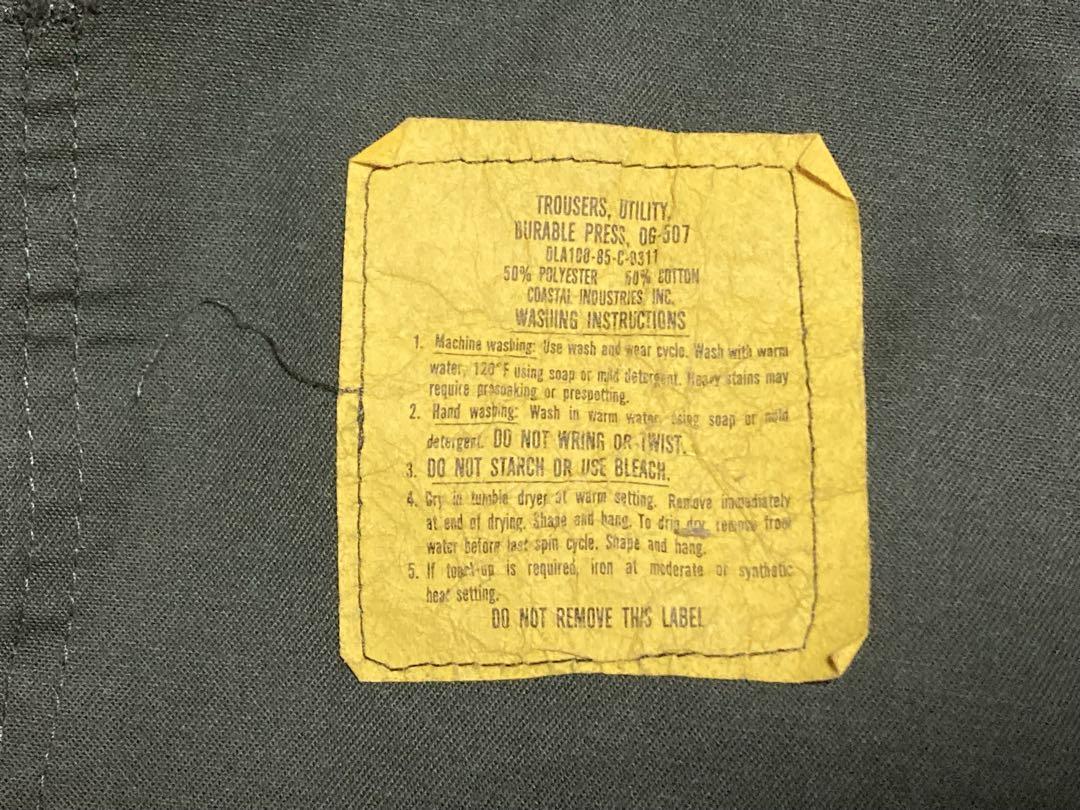 TROUSERS, UTILITY,
DURABLE PRESS, OG-507
DLA100-85-C-0311
50% POLYESTER 50% COTTON
COASTAL INDUSTRIES, INC.
WASHING INSTRUCTIONS
1. Machine washing: Use wash and wear cycle. Wash with warm
water, 120°F using soap or mild detergent. Heavy stains may
require presoaking or prespotting.
2. Hand washing: Wash in warm water using soap or mild
detergent. DO NOT WRING OR TWIST.
3. DO NOT STARCH OR USE BLEACH.
4. Dry in tumble dryer at warm setting. Remove immediately
at end of drying. Shape and hang. To drip dry, remove from
water before last spin cycle. Shape and hang.
5. If touch-up is required, iron at moderate or synthetic
heat setting.
DO NOT REMOVE THIS LABEL